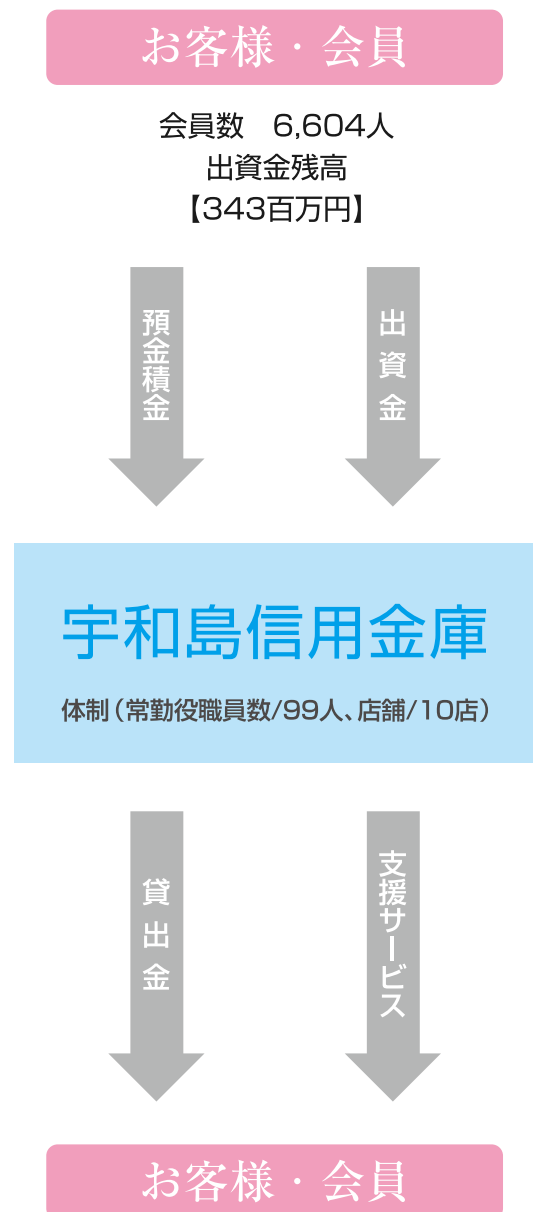 お客様・会員
会員数　6,604人
出資金残高
【343百万円】
預金積金
出資金
宇和島信用金庫
体制（常勤役職員数/99人、店舗/10店）
貸出金
支援サービス
お客様・会員